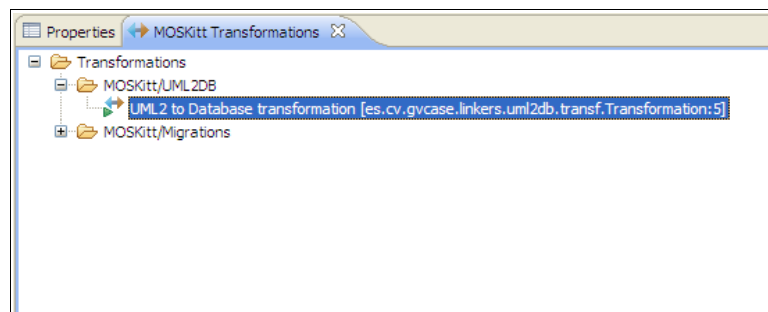 Properties MOSKitt Transformations
Transformations
MOSKitt/UML2DB
UML2 to Database transformation [es.cv.gvcase.linkers.uml2db.transf.Transformation:5]
MOSKitt/Migrations